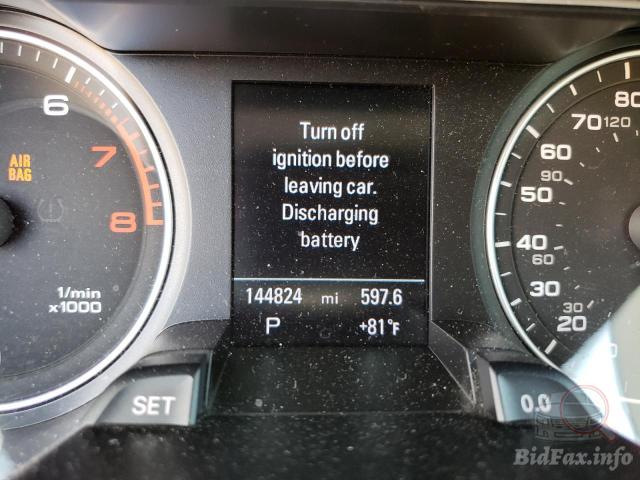 6
7
8
AIR
BAG
1/min
x1000
SET
Turn off
ignition before
leaving car.
Discharging
battery
144824 mi 597.6
P +81°F
80
70 120
60
90
50
40
60
30
30
20
0.0
BidFax.info